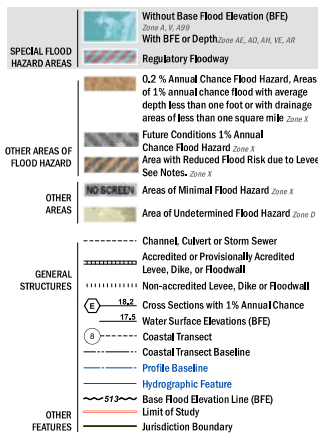 Without Base Flood Elevation (BFE)
Zone A, V, A99
With BFE or Depth Zone AE, AO, AH, VE, AR
SPECIAL FLOOD
HAZARD AREAS
Regulatory Floodway
0.2 % Annual Chance Flood Hazard, Areas
of 1% annual chance flood with average
depth less than one foot or with drainage
areas of less than one square mile Zone X
Future Conditions 1% Annual
Chance Flood Hazard Zone X
OTHER AREAS OF
FLOOD HAZARD
Area with Reduced Flood Risk due to Levee
See Notes. Zone X
NO SCREEN Areas of Minimal Flood Hazard Zone X
OTHER
AREAS
Area of Undetermined Flood Hazard Zone D
Channel, Culvert or Storm Sewer
GENERAL
STRUCTURES
Accredited or Provisionally Acredited
Levee, Dike, or Floodwall
Non-accredited Levee, Dike or Floodwall
E 18.2 Cross Sections with 1% Annual Chance
17.5 Water Surface Elevations (BFE)
8 Coastal Transect
Coastal Transect Baseline
Profile Baseline
Hydrographic Feature
513 Base Flood Elevation Line (BFE)
OTHER
FEATURES
Limit of Study
Jurisdiction Boundary